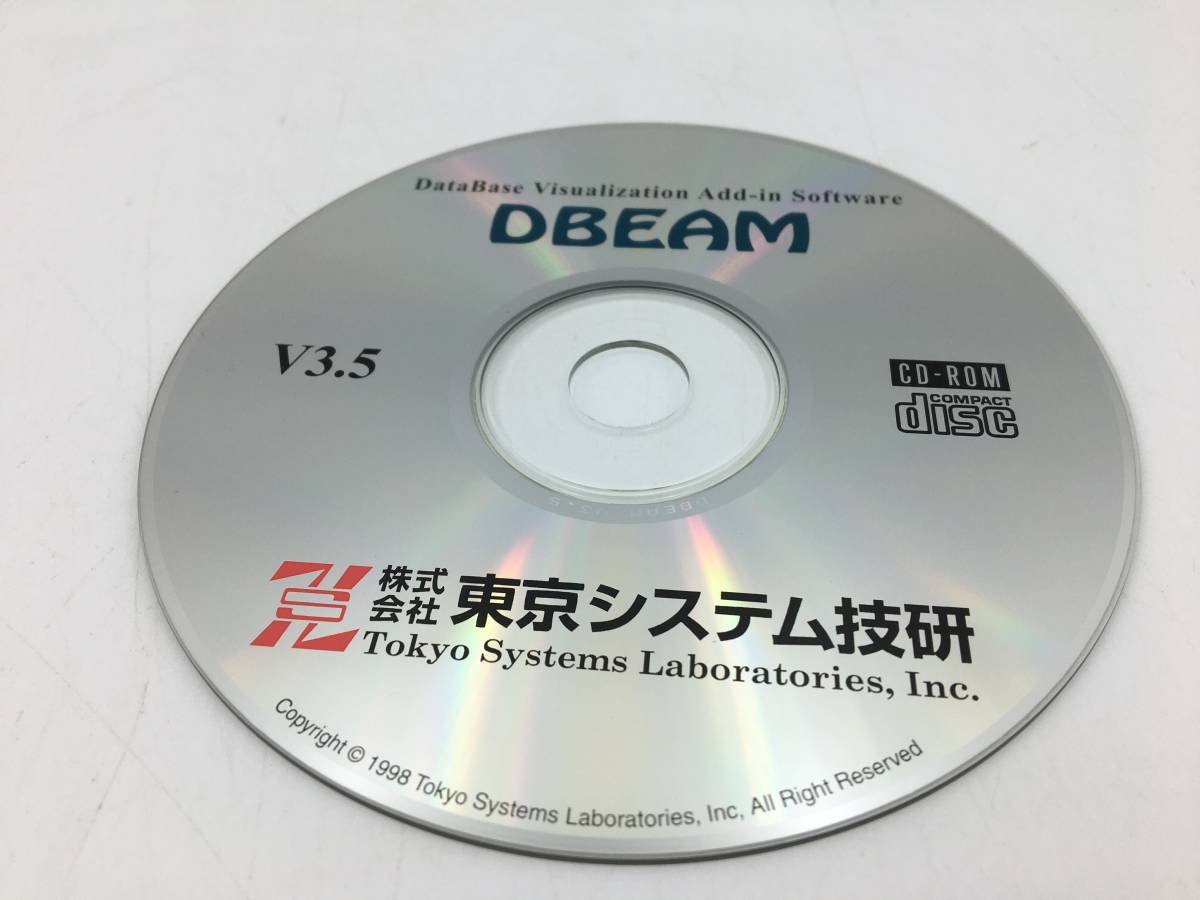 DataBase Visualization Add-in Software
DBEAM
V3.5
CD-ROM
COMPACT
disc
株式
会社
東京システム技研
Tokyo Systems Laboratories, Inc.
Copyright © 1998 Tokyo Systems Laboratories, Inc, All Right Reserved